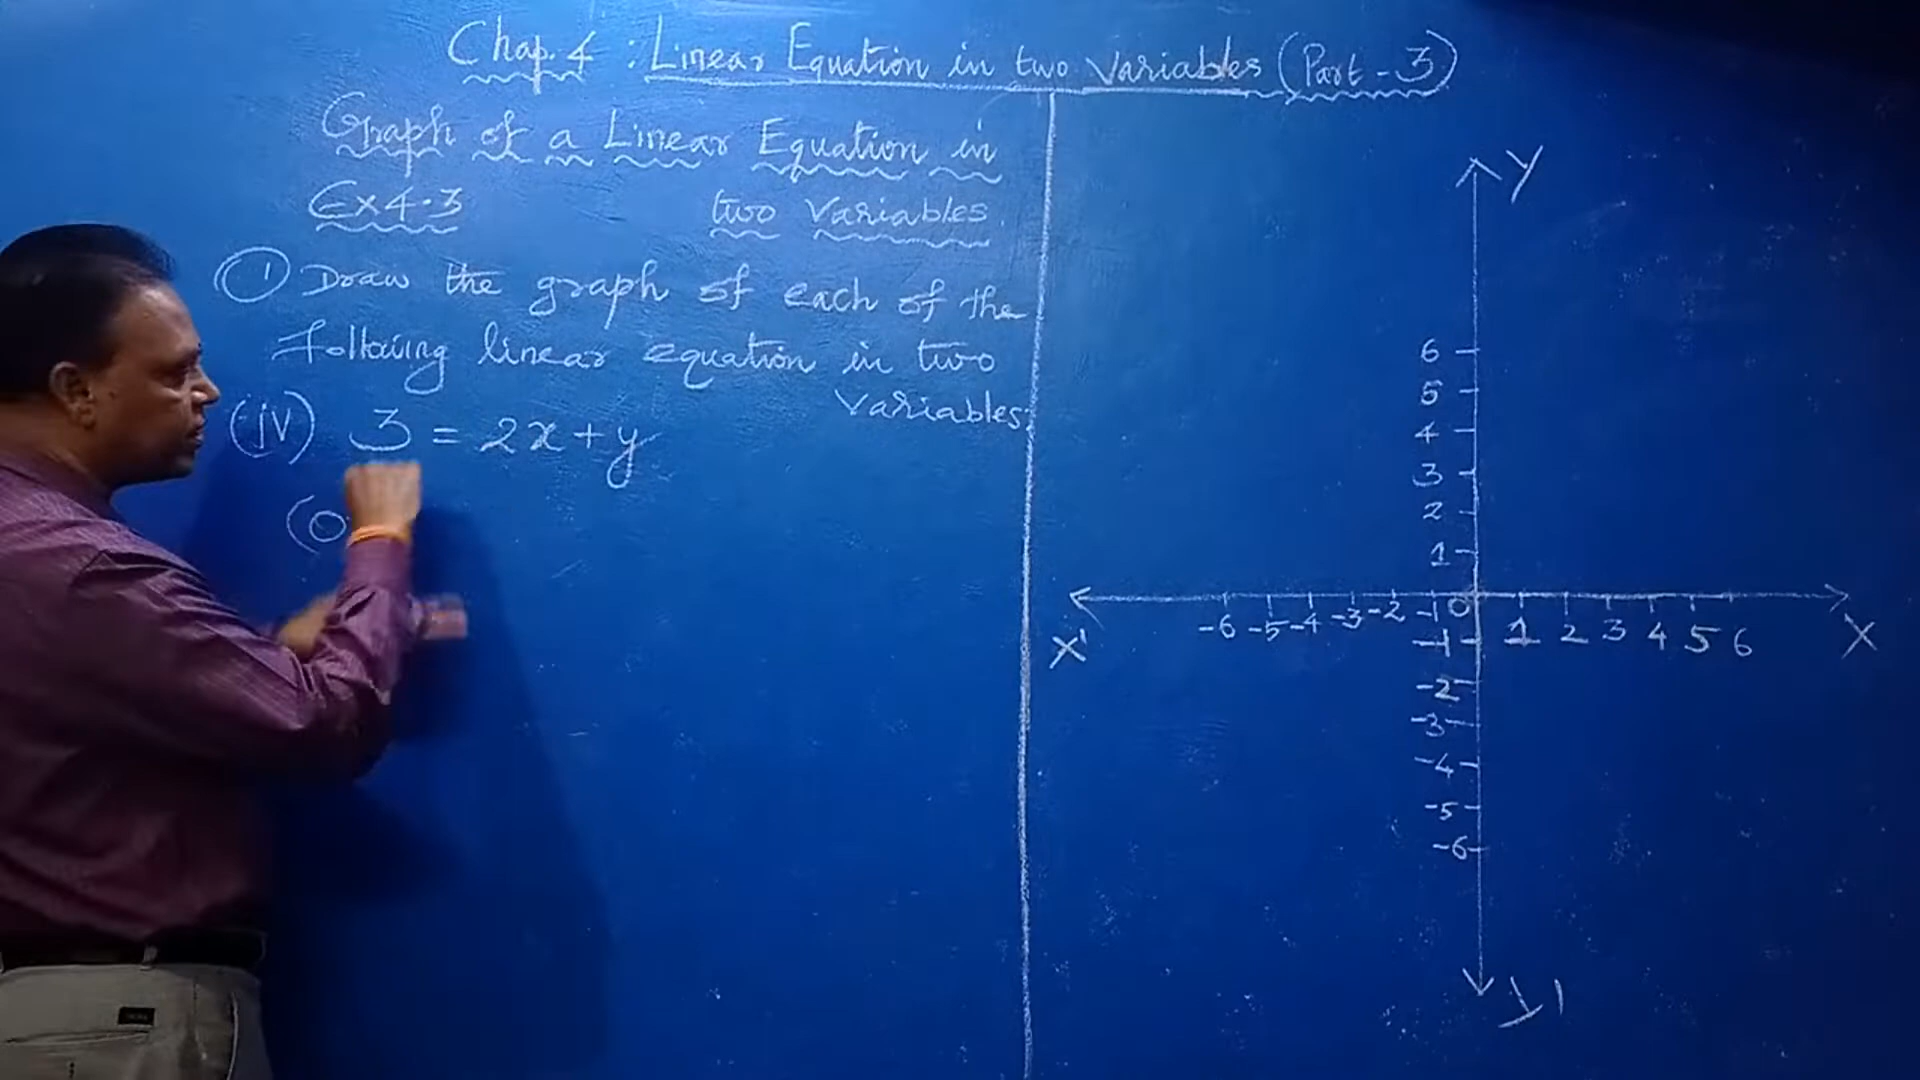 Chap. 4 : Linear Equation in two Variables (Part - 3)
Graph of a Linear Equation in
Ex 4.3 two Variables.
① Draw the graph of each of the
following linear equation in two
Variables.
(iv) 3 = 2x + y
(0
Y
6
5
4
3
2
1
-6 -5 -4 -3 -2 -1 0 1 2 3 4 5 6
X' X
-1
-2
-3
-4
-5
-6
Y'